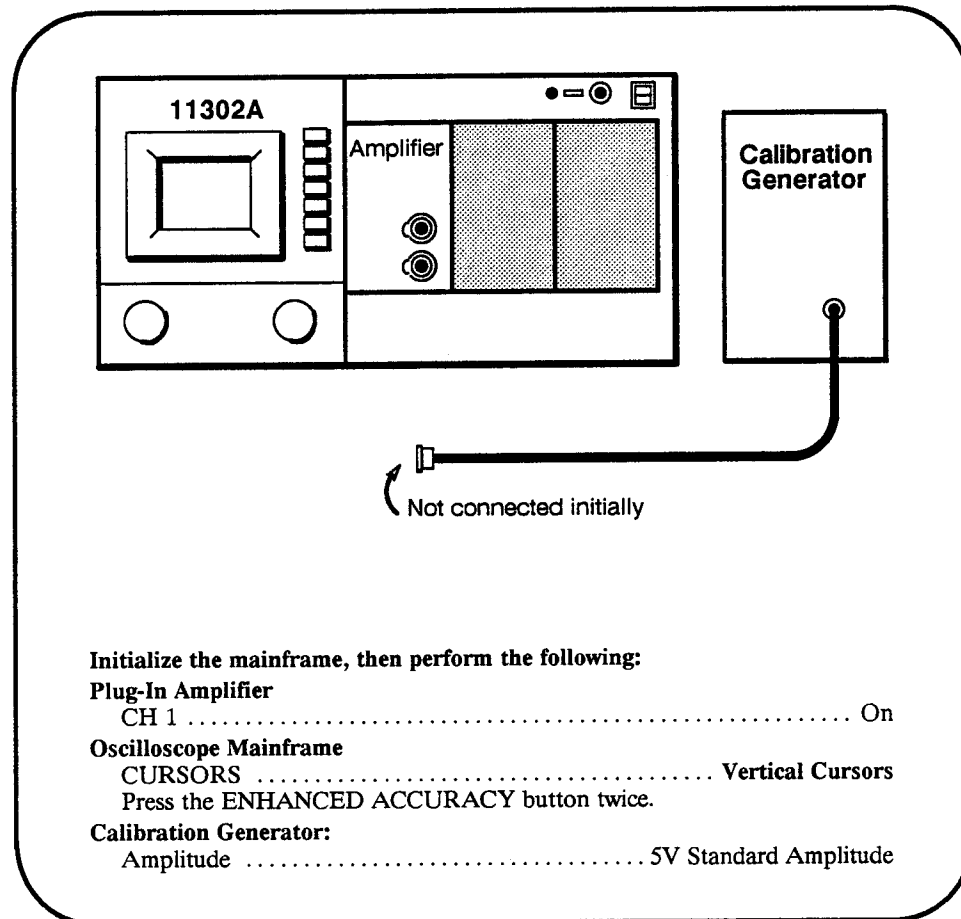 11302A
Amplifier
Calibration
Generator
Not connected initially
Initialize the mainframe, then perform the following:
Plug-In Amplifier
CH 1 ........................................................... On
Oscilloscope Mainframe
CURSORS ......................................... Vertical Cursors
Press the ENHANCED ACCURACY button twice.
Calibration Generator:
Amplitude .................................... 5V Standard Amplitude